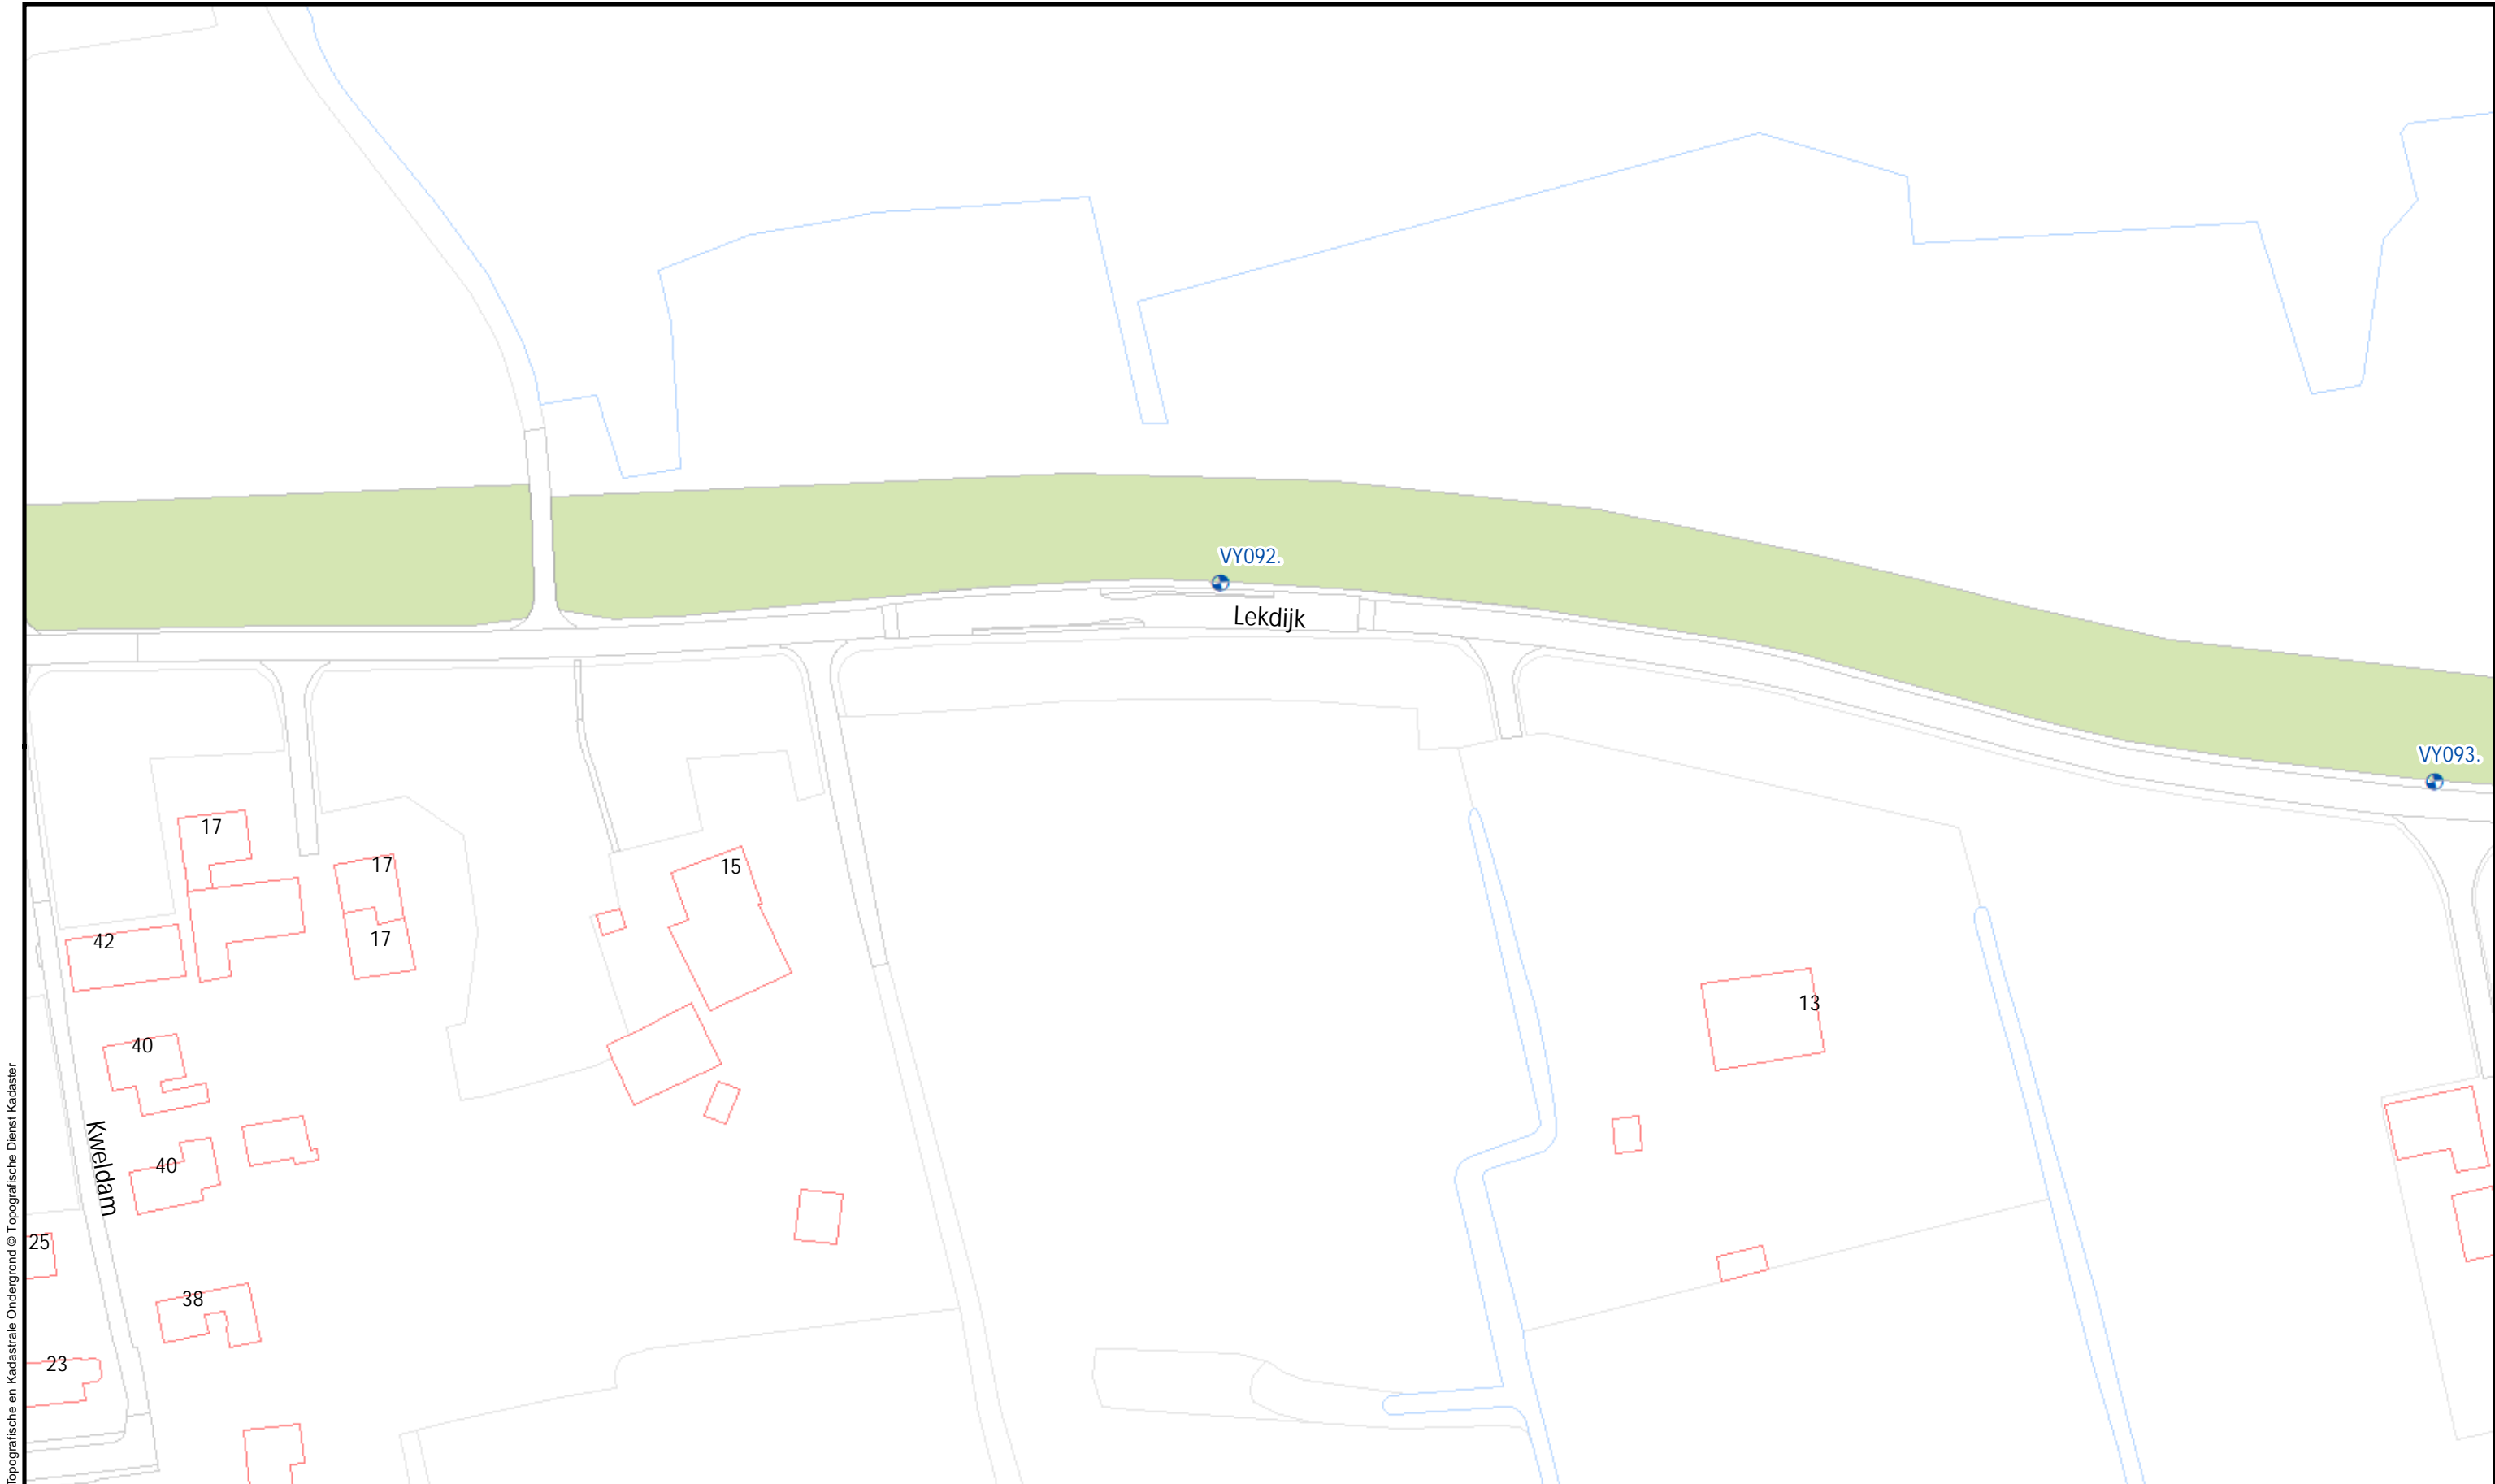 VY092.
Lekdijk
VY093.
17
17
15
17
42
13
40
Kweldam
40
25
38
23
Topografische en Kadastrale Ondergrond © Topografische Dienst Kadaster